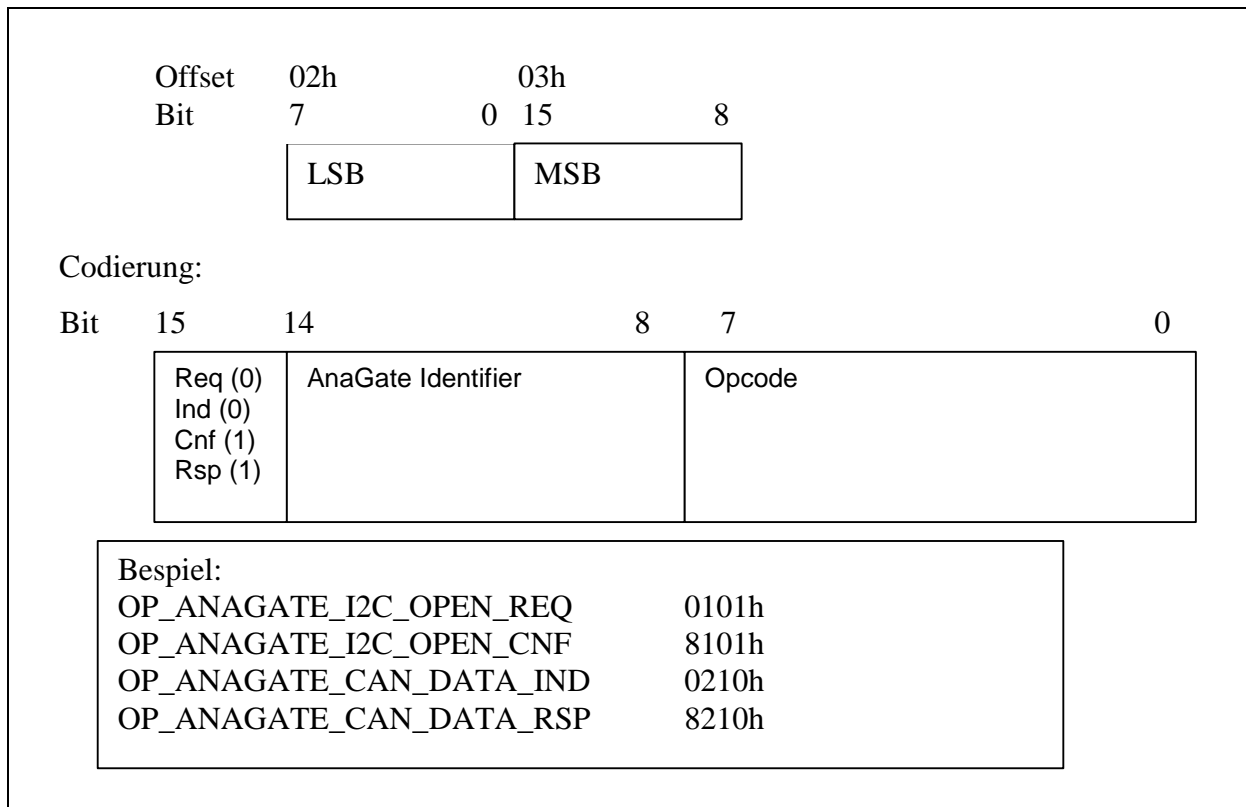 Offset 02h 03h
Bit 7 0 15 8
LSB MSB
Codierung:
Bit 15 14 8 7 0
Req (0) AnaGate Identifier Opcode
Ind (0)
Cnf (1)
Rsp (1)
Bespiel:
OP_ANAGATE_I2C_OPEN_REQ 0101h
OP_ANAGATE_I2C_OPEN_CNF 8101h
OP_ANAGATE_CAN_DATA_IND 0210h
OP_ANAGATE_CAN_DATA_RSP 8210h